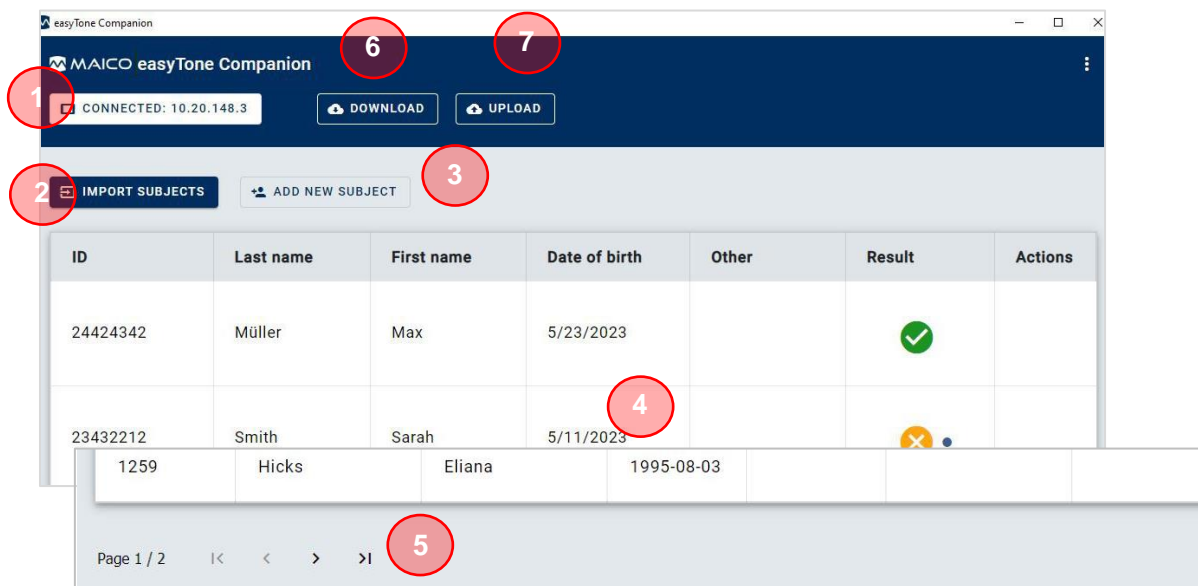 easyTone Companion
6
7
MAICO easyTone Companion
1
CONNECTED: 10.20.148.3
DOWNLOAD
UPLOAD
3
2
IMPORT SUBJECTS
ADD NEW SUBJECT
ID Last name First name Date of birth Other Result Actions
24424342 Müller Max 5/23/2023
4
23432212 Smith Sarah 5/11/2023
1259 Hicks Eliana 1995-08-03
5
Page 1 / 2